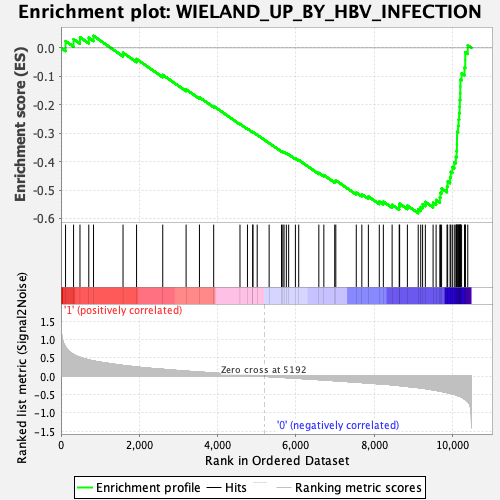 Enrichment plot: WIELAND_UP_BY_HBV_INFECTION
Enrichment score (ES)
0.0
-0.1
-0.2
-0.3
-0.4
-0.5
-0.6
'1' (positively correlated)
Ranked list metric (Signal2Noise)
1.5
1.0
0.5
0.0
-0.5
-1.0
-1.5
Zero cross at 5192
'0' (negatively correlated)
0 2,000 4,000 6,000 8,000 10,000
Rank in Ordered Dataset
Enrichment profile Hits Ranking metric scores